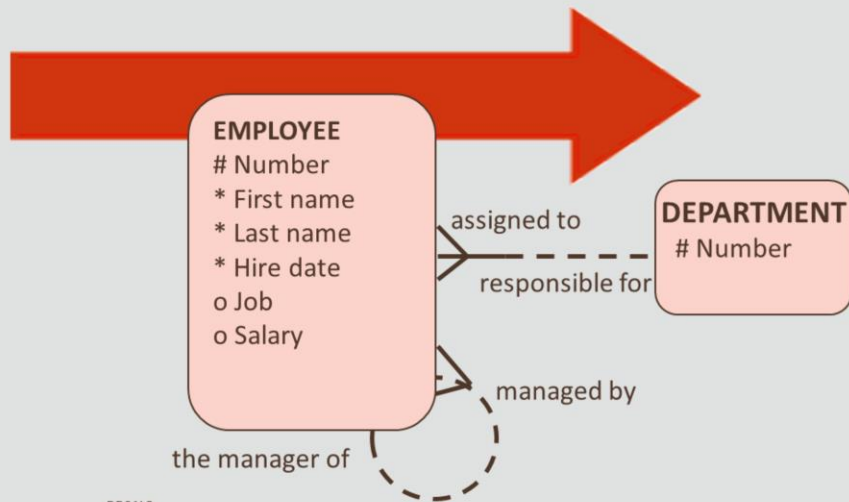 EMPLOYEE
# Number
* First name
* Last name
* Hire date
o Job
o Salary
assigned to
responsible for
DEPARTMENT
# Number
managed by
the manager of